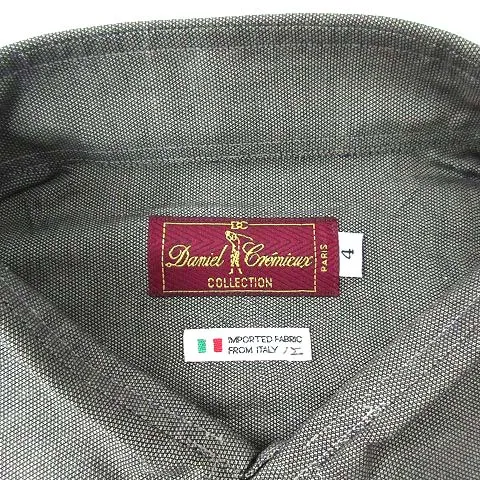 DC
Daniel Crémieux
COLLECTION
PARIS
4
IMPORTED FABRIC
FROM ITALY